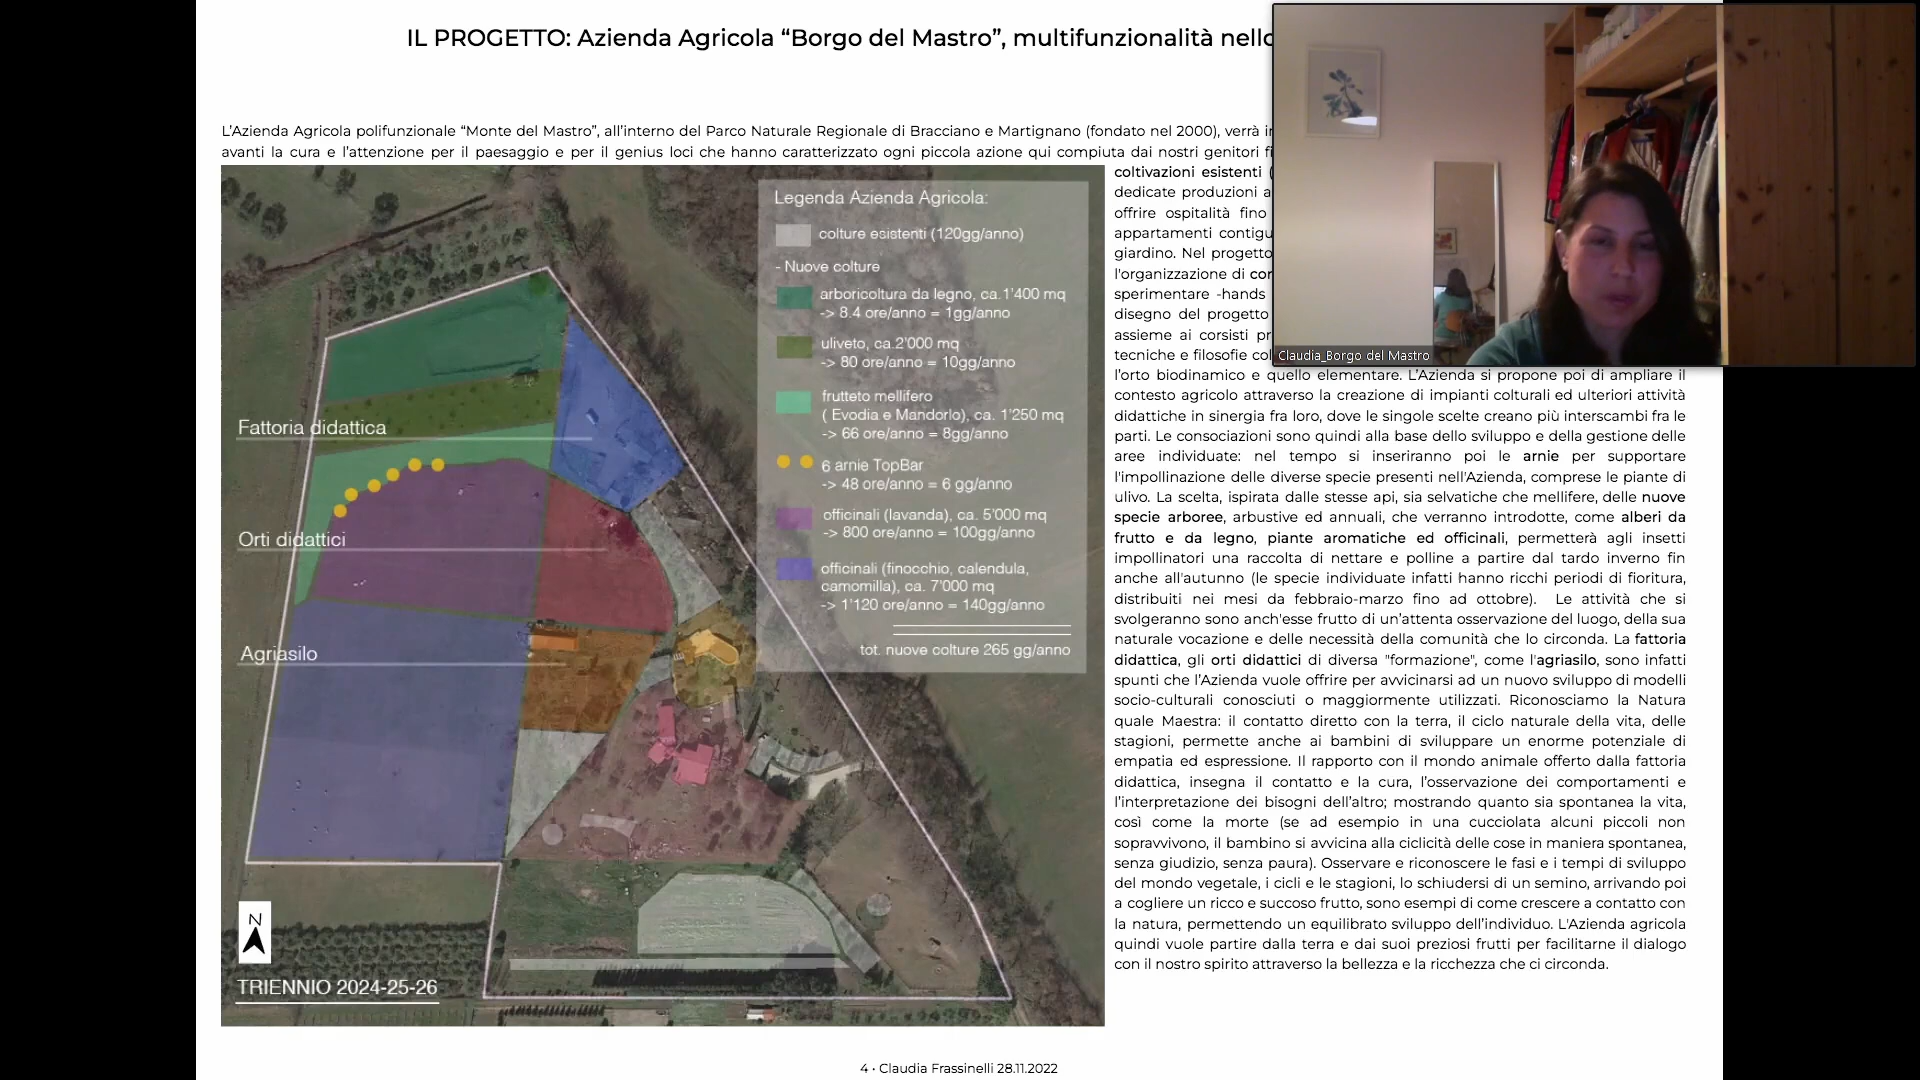 IL PROGETTO: Azienda Agricola “Borgo del Mastro”, multifunzionalità nello
L’Azienda Agricola polifunzionale “Monte del Mastro”, all’interno del Parco Naturale Regionale di Bracciano e Martignano (fondato nel 2000), verrà
avanti la cura e l’attenzione per il paesaggio e per il genius loci che hanno caratterizzato ogni piccola azione qui compiuta dai nostri genitori
Legenda Azienda Agricola:
colture esistenti (120gg/anno)
- Nuove colture
arboricoltura da legno, ca.1'400 mq
-> 8.4 ore/anno = 1gg/anno
uliveto, ca.2'000 mq
-> 80 ore/anno = 10gg/anno
frutteto mellifero
( Evodia e Mandorlo), ca. 1'250 mq
-> 66 ore/anno = 8gg/anno
6 arnie TopBar
-> 48 ore/anno = 6 gg/anno
officinali (lavanda), ca. 5'000 mq
-> 800 ore/anno = 100gg/anno
officinali (finocchio, calendula,
camomilla), ca. 7'000 mq
-> 1'120 ore/anno = 140gg/anno
tot. nuove colture 265 gg/anno
Fattoria didattica
Orti didattici
Agriasilo
N
TRIENNIO 2024-25-26
coltivazioni esistenti (
dedicate produzioni a
offrire ospitalità fino
appartamenti contigu
giardino. Nel progetto
l'organizzazione di cor
sperimentare -hands
disegno del progetto
assieme ai corsisti pr
tecniche e filosofie col
l’orto biodinamico e quello elementare. L’Azienda si propone poi di ampliare il
contesto agricolo attraverso la creazione di impianti colturali ed ulteriori attività
didattiche in sinergia fra loro, dove le singole scelte creano più interscambi fra le
parti. Le consociazioni sono quindi alla base dello sviluppo e della gestione delle
aree individuate: nel tempo si inseriranno poi le arnie per supportare
l'impollinazione delle diverse specie presenti nell'Azienda, comprese le piante di
ulivo. La scelta, ispirata dalle stesse api, sia selvatiche che mellifere, delle nuove
specie arboree, arbustive ed annuali, che verranno introdotte, come alberi da
frutto e da legno, piante aromatiche ed officinali, permetterà agli insetti
impollinatori una raccolta di nettare e polline a partire dal tardo inverno fin
anche all'autunno (le specie individuate infatti hanno ricchi periodi di fioritura,
distribuiti nei mesi da febbraio-marzo fino ad ottobre). Le attività che si
svolgeranno sono anch'esse frutto di un’attenta osservazione del luogo, della sua
naturale vocazione e delle necessità della comunità che lo circonda. La fattoria
didattica, gli orti didattici di diversa "formazione", come l'agriasilo, sono infatti
spunti che l’Azienda vuole offrire per avvicinarsi ad un nuovo sviluppo di modelli
socio-culturali conosciuti o maggiormente utilizzati. Riconosciamo la Natura
quale Maestra: il contatto diretto con la terra, il ciclo naturale della vita, delle
stagioni, permette anche ai bambini di sviluppare un enorme potenziale di
empatia ed espressione. Il rapporto con il mondo animale offerto dalla fattoria
didattica, insegna il contatto e la cura, l’osservazione dei comportamenti e
l’interpretazione dei bisogni dell’altro; mostrando quanto sia spontanea la vita,
così come la morte (se ad esempio in una cucciolata alcuni piccoli non
sopravvivono, il bambino si avvicina alla ciclicità delle cose in maniera spontanea,
senza giudizio, senza paura). Osservare e riconoscere le fasi e i tempi di sviluppo
del mondo vegetale, i cicli e le stagioni, lo schiudersi di un semino, arrivando poi
a cogliere un ricco e succoso frutto, sono esempi di come crescere a contatto con
la natura, permettendo un equilibrato sviluppo dell’individuo. L'Azienda agricola
quindi vuole partire dalla terra e dai suoi preziosi frutti per facilitarne il dialogo
con il nostro spirito attraverso la bellezza e la ricchezza che ci circonda.
Claudia_Borgo del Mastro
4 · Claudia Frassinelli 28.11.2022